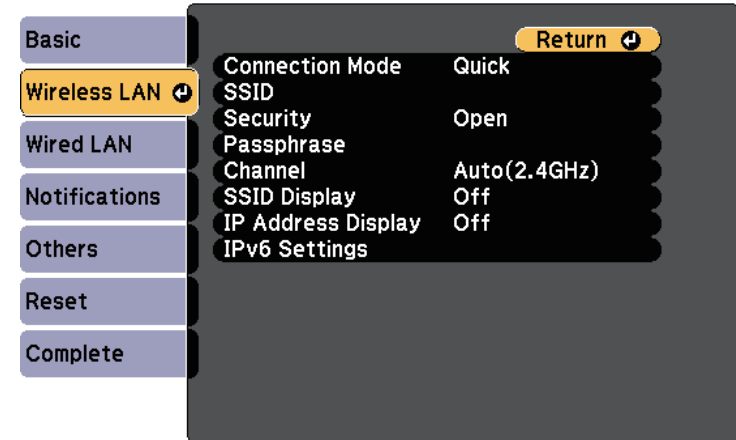 Basic
Wireless LAN
Wired LAN
Notifications
Others
Reset
Complete
Return
Connection Mode Quick
SSID
Security Open
Passphrase
Channel Auto(2.4GHz)
SSID Display Off
IP Address Display Off
IPv6 Settings